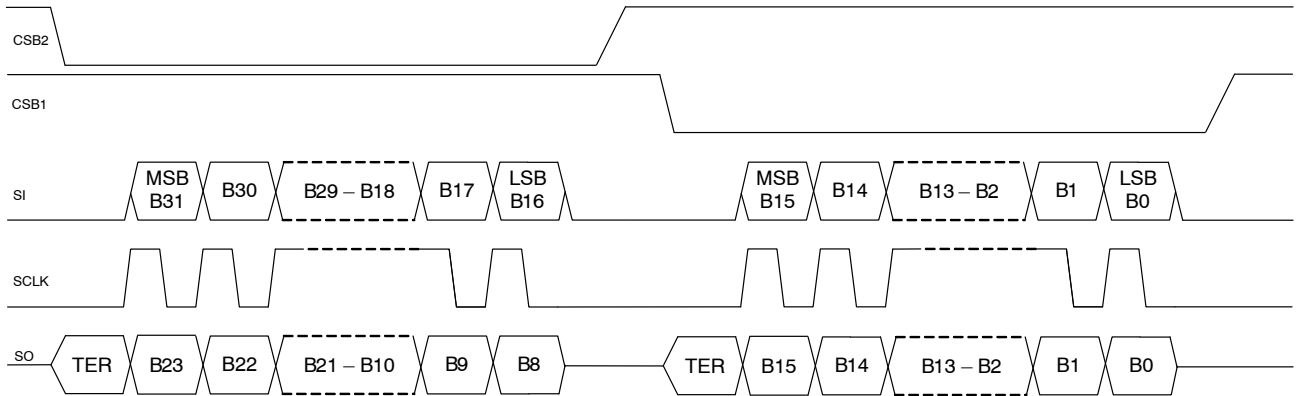 CSB2
CSB1
SI
MSB B31 B30 B29 – B18 B17 LSB B16 MSB B15 B14 B13 – B2 B1 LSB B0
SCLK
SO
TER B23 B22 B21 – B10 B9 B8 TER B15 B14 B13 – B2 B1 B0